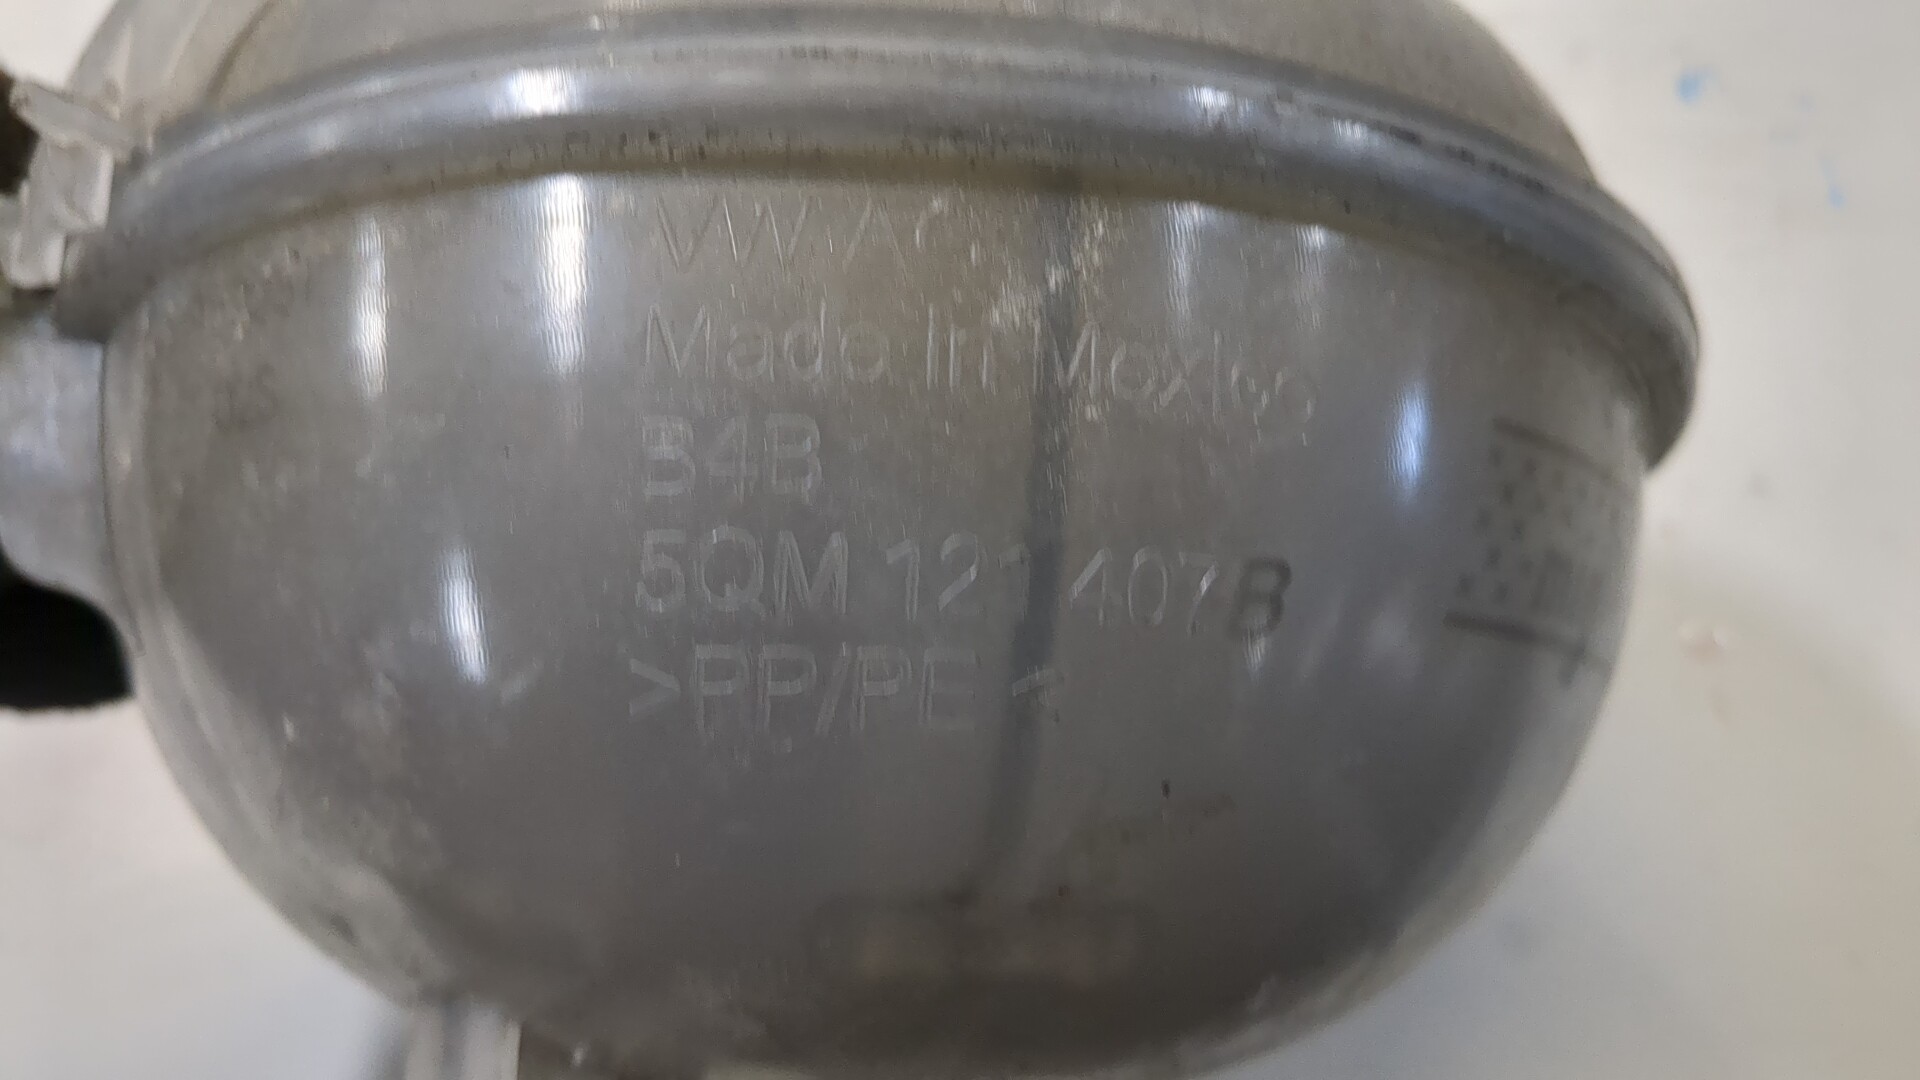 VW AG
Made In Mexico
B4B
5QM 121 407 B
>PP/PE<